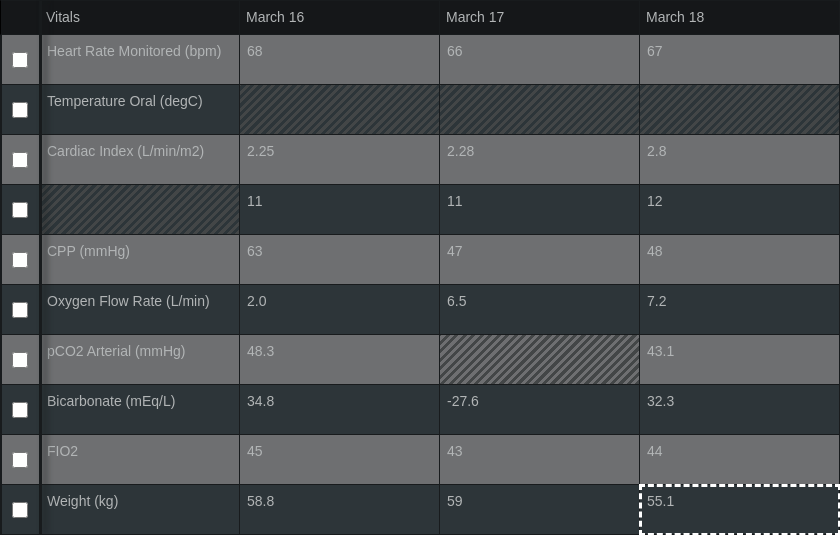 Vitals March 16 March 17 March 18
Heart Rate Monitored (bpm) 68 66 67
Temperature Oral (degC)
Cardiac Index (L/min/m2) 2.25 2.28 2.8
11 11 12
CPP (mmHg) 63 47 48
Oxygen Flow Rate (L/min) 2.0 6.5 7.2
pCO2 Arterial (mmHg) 48.3 43.1
Bicarbonate (mEq/L) 34.8 -27.6 32.3
FIO2 45 43 44
Weight (kg) 58.8 59 55.1